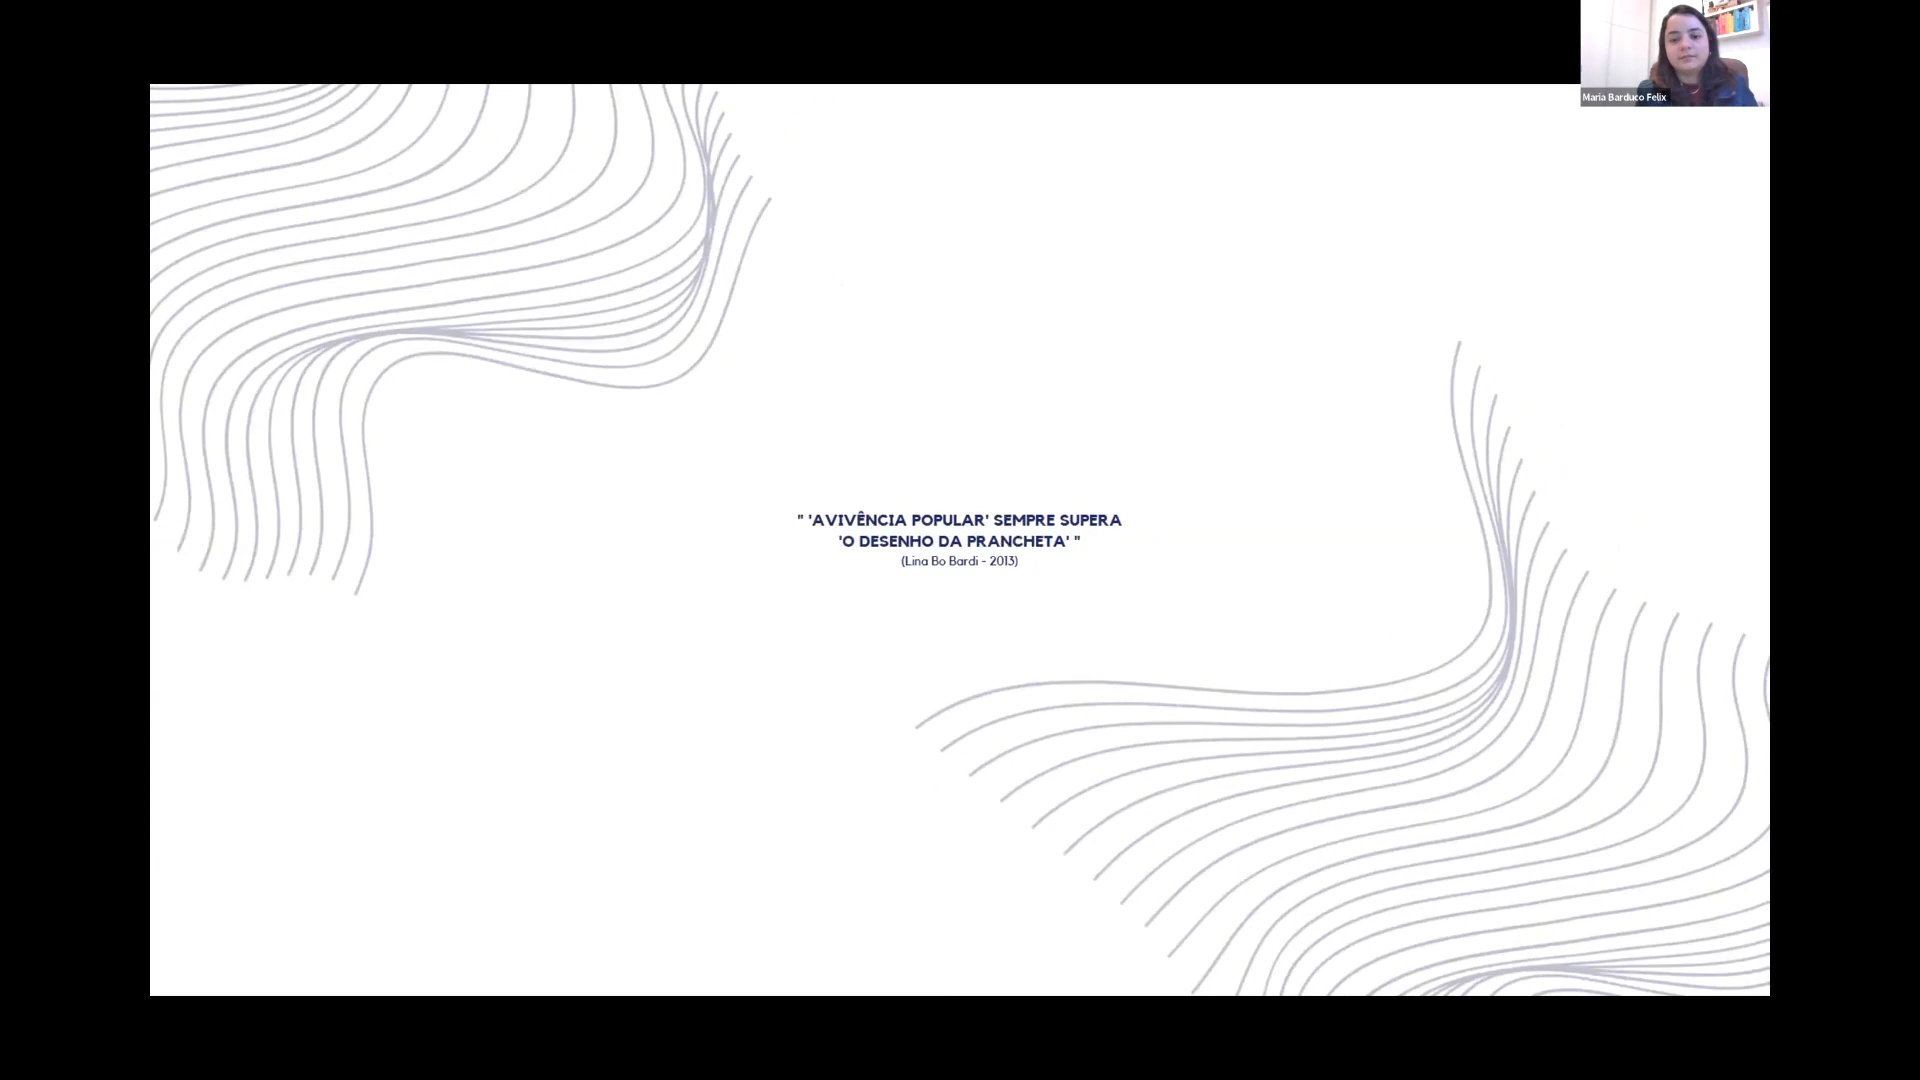 Maria Barduco Felix
" 'AVIVÊNCIA POPULAR' SEMPRE SUPERA
'O DESENHO DA PRANCHETA' "
(Lina Bo Bardi - 2013)